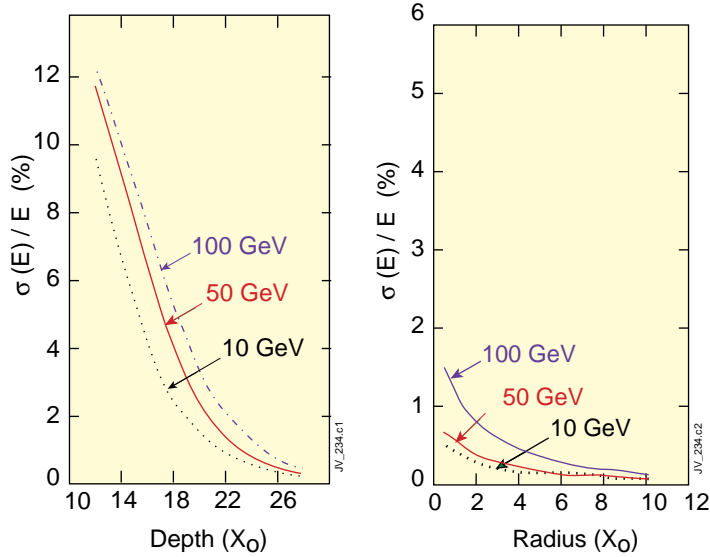 12
10
8
6
4
2
0
σ (E) / E (%)
100 GeV
50 GeV
10 GeV
10 14 18 22 26
Depth (XO)
JV_234.c1
6
5
4
3
2
1
0
σ (E) / E (%)
100 GeV
50 GeV
10 GeV
0 2 4 6 8 10 12
Radius (XO)
JV_234.c2